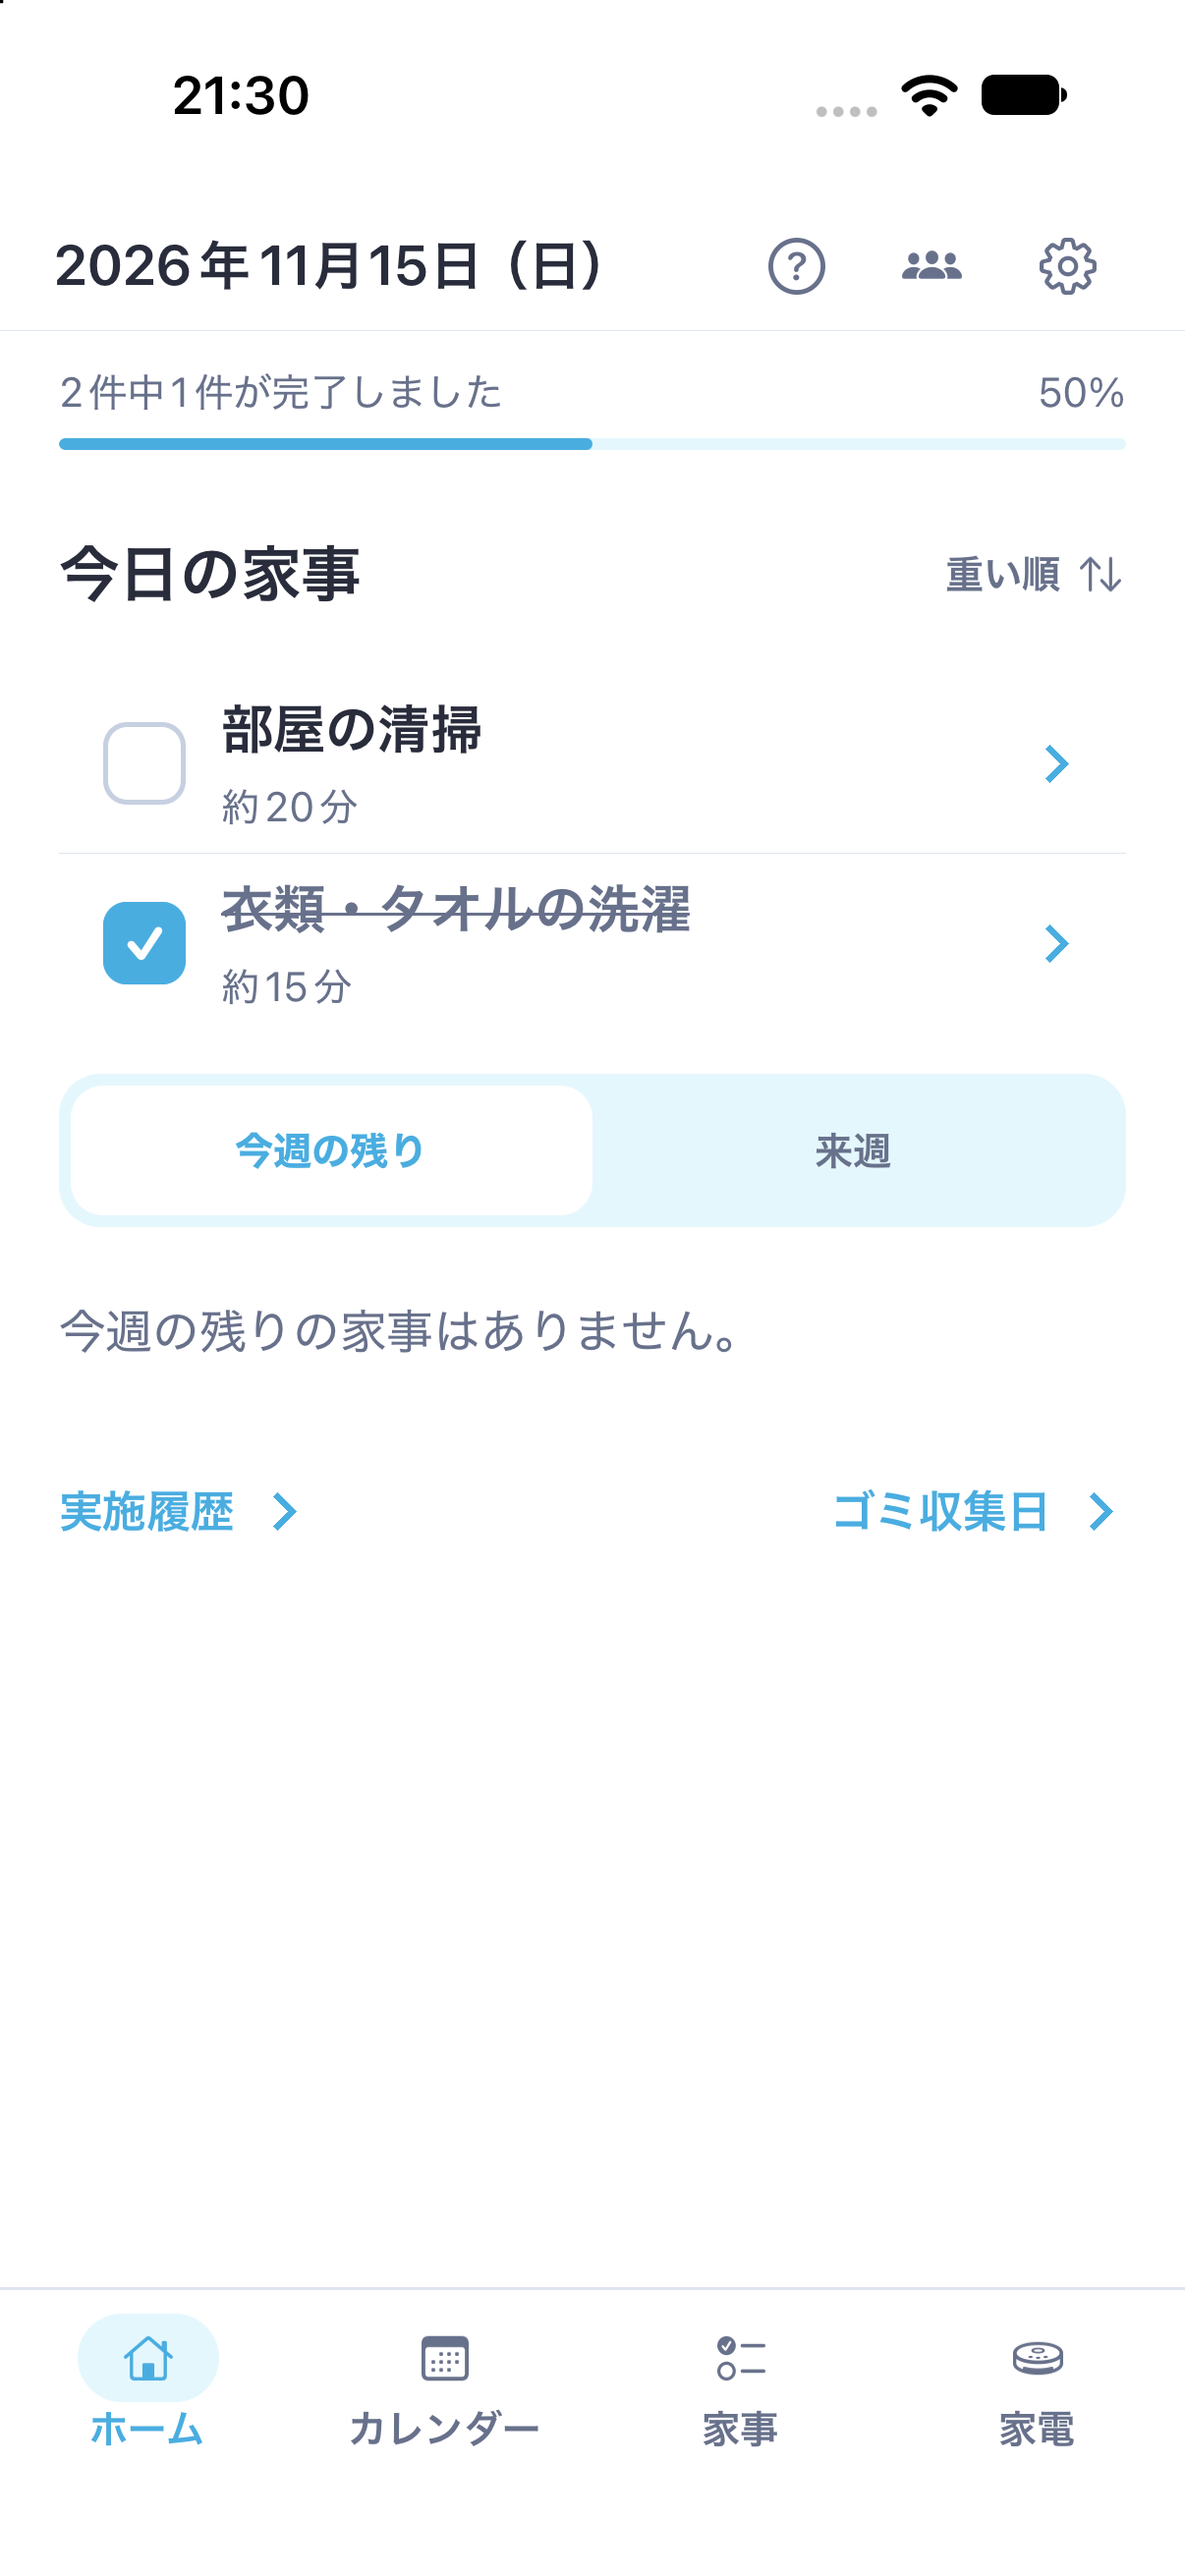 21:30
2026年11月15日（日）
2件中1件が完了しました 50%
今日の家事 重い順
部屋の清掃
約20分
衣類・タオルの洗濯
約15分
今週の残り 来週
今週の残りの家事はありません。
実施履歴 ゴミ収集日
ホーム カレンダー 家事 家電